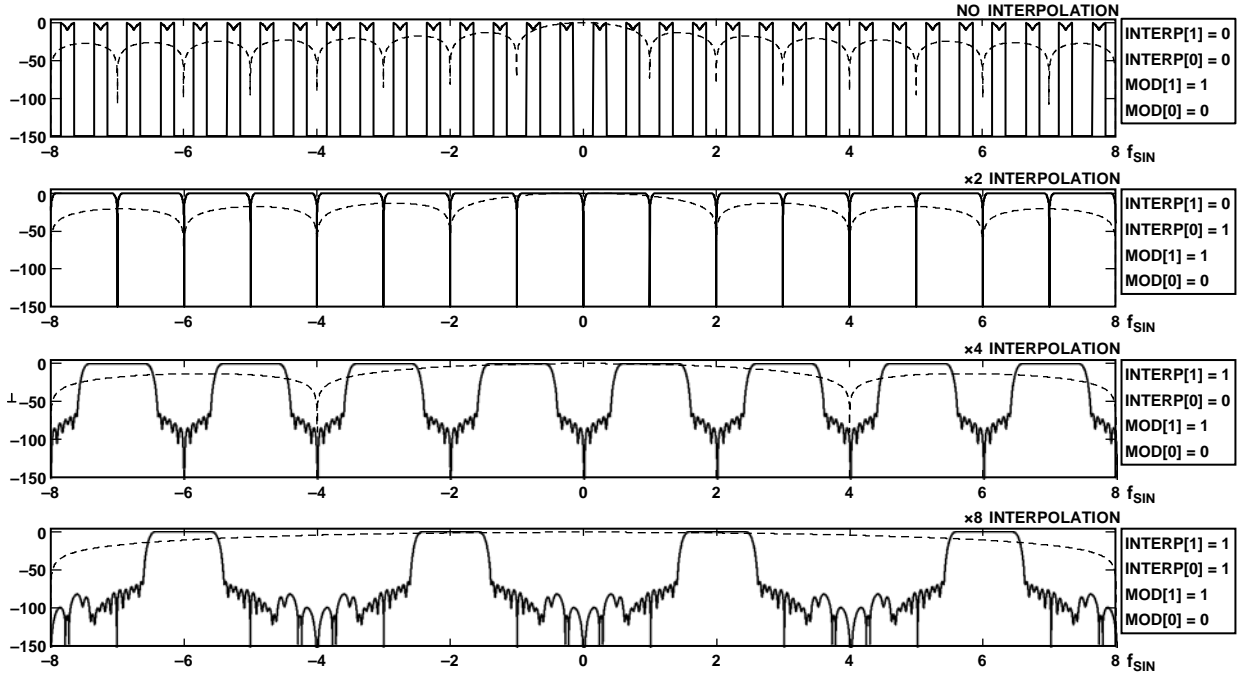 NO INTERPOLATION
0
–50
–100
–150
–8 –6 –4 –2 0 2 4 6 8 fSIN
INTERP[1] = 0
INTERP[0] = 0
MOD[1] = 1
MOD[0] = 0
×2 INTERPOLATION
0
–50
–100
–150
–8 –6 –4 –2 0 2 4 6 8 fSIN
INTERP[1] = 0
INTERP[0] = 1
MOD[1] = 1
MOD[0] = 0
×4 INTERPOLATION
0
–50
–100
–150
–8 –6 –4 –2 0 2 4 6 8 fSIN
INTERP[1] = 1
INTERP[0] = 0
MOD[1] = 1
MOD[0] = 0
×8 INTERPOLATION
0
–50
–100
–150
–8 –6 –4 –2 0 2 4 6 8 fSIN
INTERP[1] = 1
INTERP[0] = 1
MOD[1] = 1
MOD[0] = 0